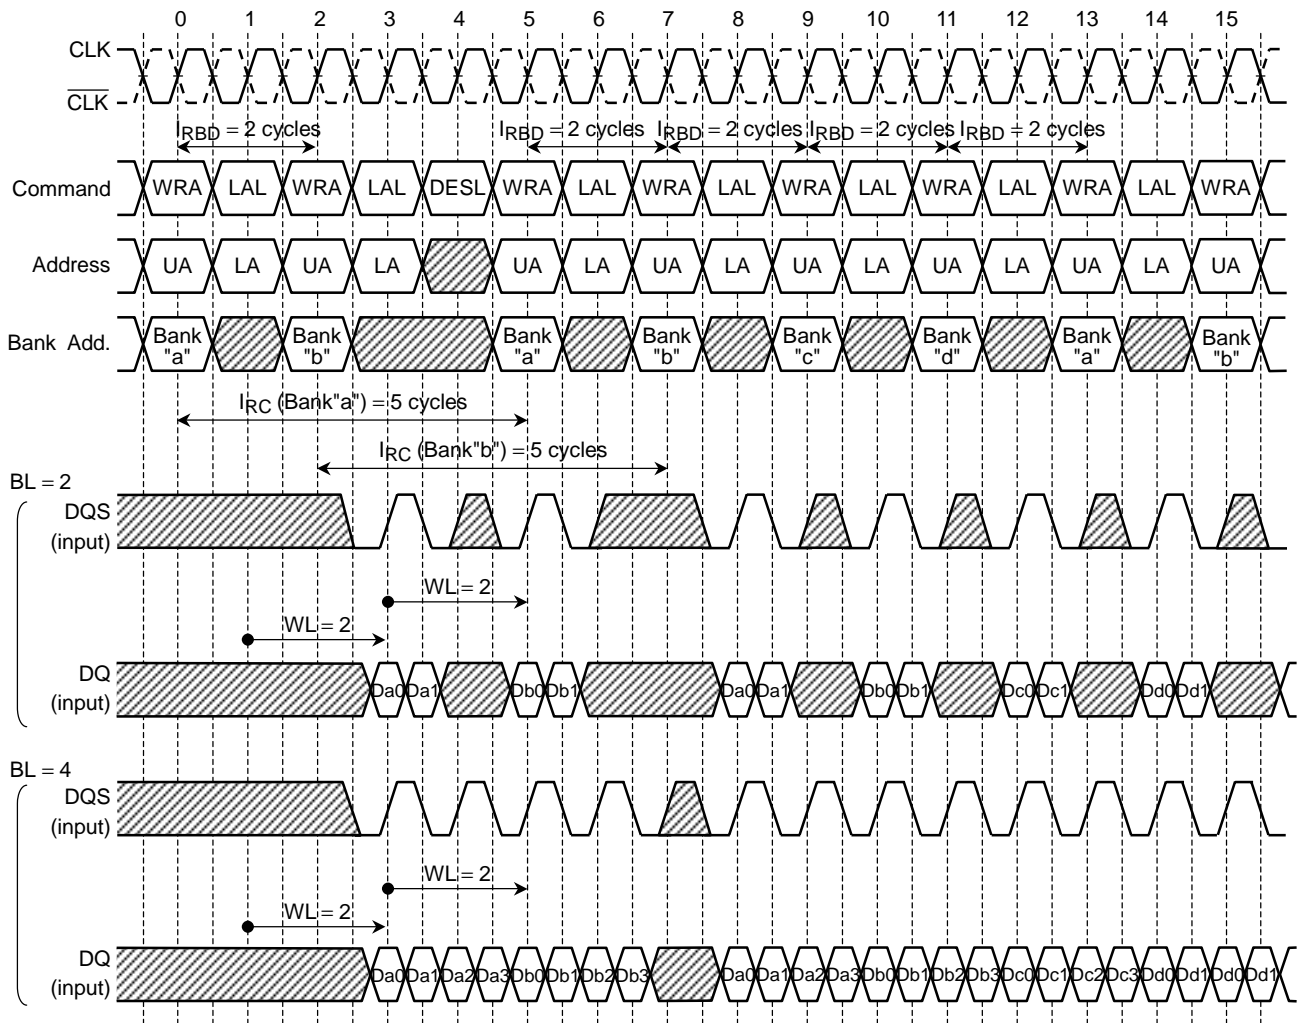 0 1 2 3 4 5 6 7 8 9 10 11 12 13 14 15
CLK
CLK
IRBD = 2 cycles IRBD = 2 cycles IRBD = 2 cycles IRBD = 2 cycles IRBD = 2 cycles
Command WRA LAL WRA LAL DESL WRA LAL WRA LAL WRA LAL WRA LAL WRA LAL WRA
Address UA LA UA LA UA LA UA LA UA LA UA LA UA LA UA
Bank Add. Bank "a" Bank "b" Bank "a" Bank "b" Bank "c" Bank "d" Bank "a" Bank "b"
IRC (Bank"a") = 5 cycles
IRC (Bank"b") = 5 cycles
BL = 2
DQS
(input)
WL = 2
WL = 2
DQ
(input)
Da0 Da1 Db0 Db1 Da0 Da1 Db0 Db1 Dc0 Dc1 Dd0 Dd1
BL = 4
DQS
(input)
WL = 2
WL = 2
DQ
(input)
Da0 Da1 Da2 Da3 Db0 Db1 Db2 Db3 Da0 Da1 Da2 Da3 Db0 Db1 Db2 Db3 Dc0 Dc1 Dc2 Dc3 Dd0 Dd1 Dd0 Dd1